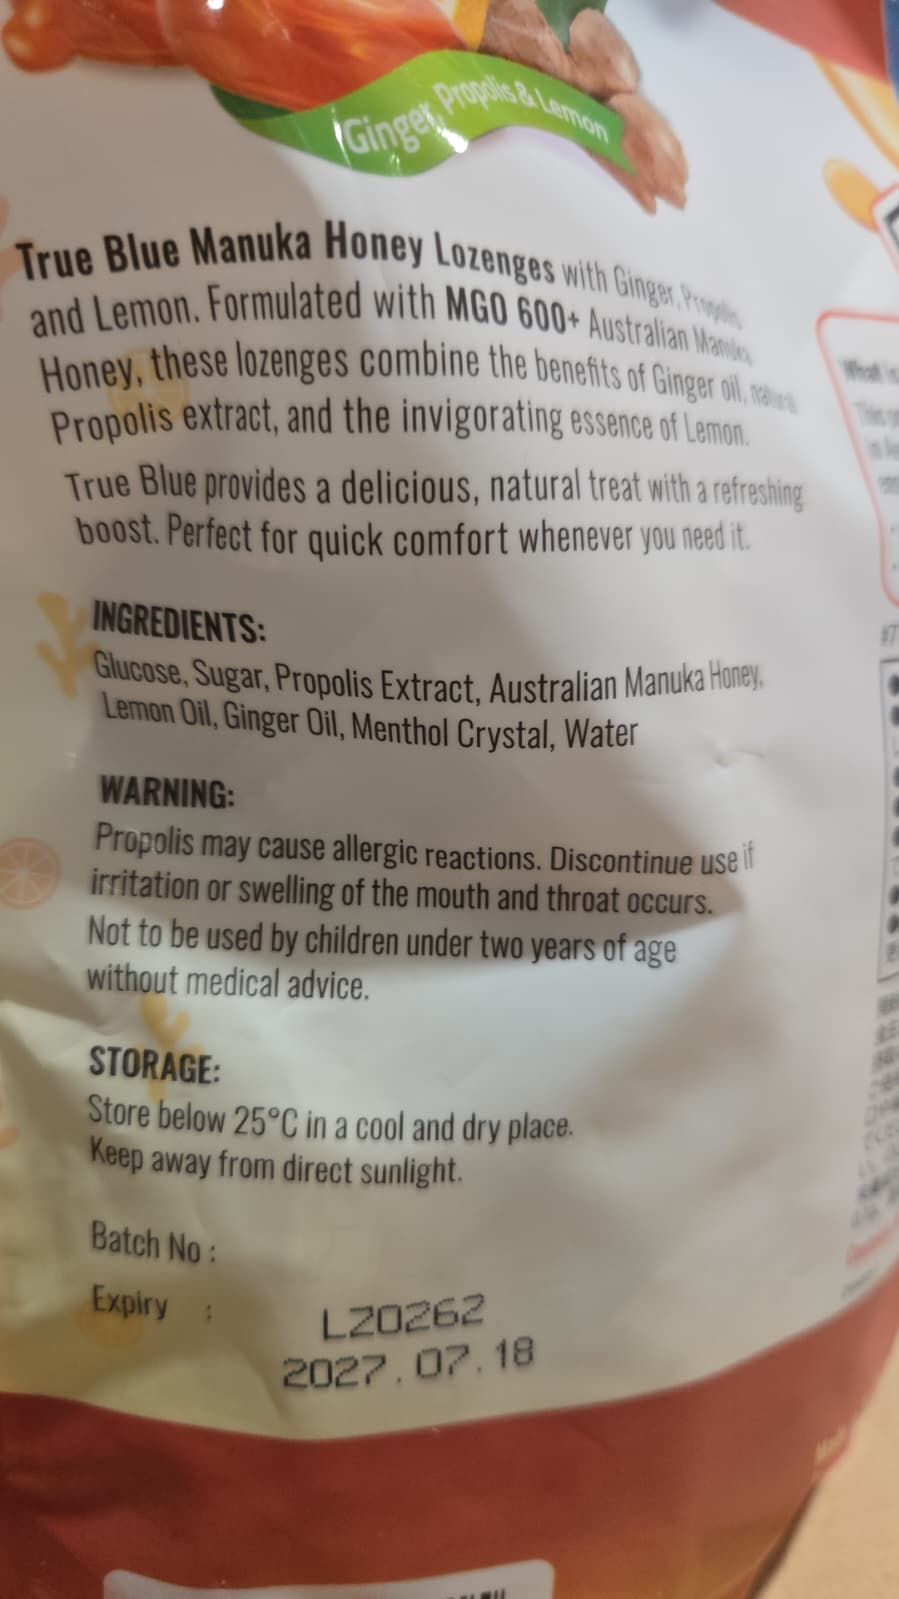 Ginger, Propolis & Lemon
True Blue Manuka Honey Lozenges with Ginger, Propolis
and Lemon. Formulated with MGO 600+ Australian Manuka
Honey, these lozenges combine the benefits of Ginger oil, natural
Propolis extract, and the invigorating essence of Lemon.
True Blue provides a delicious, natural treat with a refreshing
boost. Perfect for quick comfort whenever you need it.
INGREDIENTS:
Glucose, Sugar, Propolis Extract, Australian Manuka Honey,
Lemon Oil, Ginger Oil, Menthol Crystal, Water
WARNING:
Propolis may cause allergic reactions. Discontinue use if
irritation or swelling of the mouth and throat occurs.
Not to be used by children under two years of age
without medical advice.
STORAGE:
Store below 25°C in a cool and dry place.
Keep away from direct sunlight.
Batch No :
Expiry :
LZ0262
2027.07.18
What is